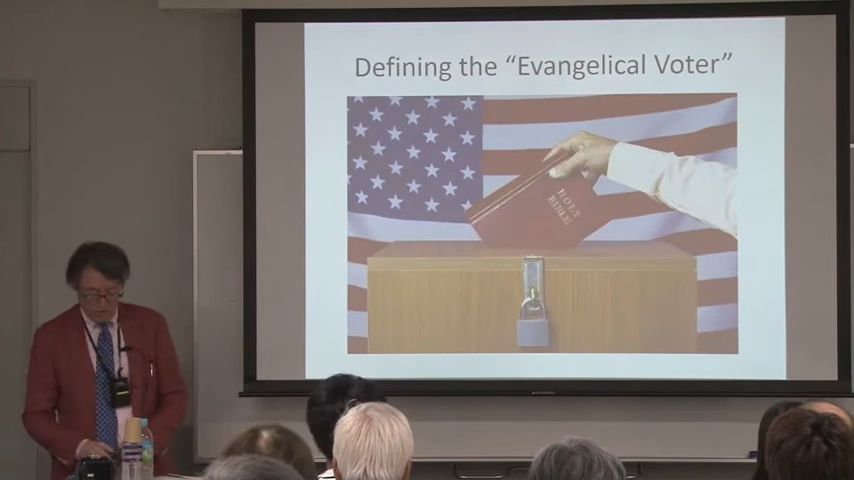 Defining the “Evangelical Voter”
HOLY
BIBLE